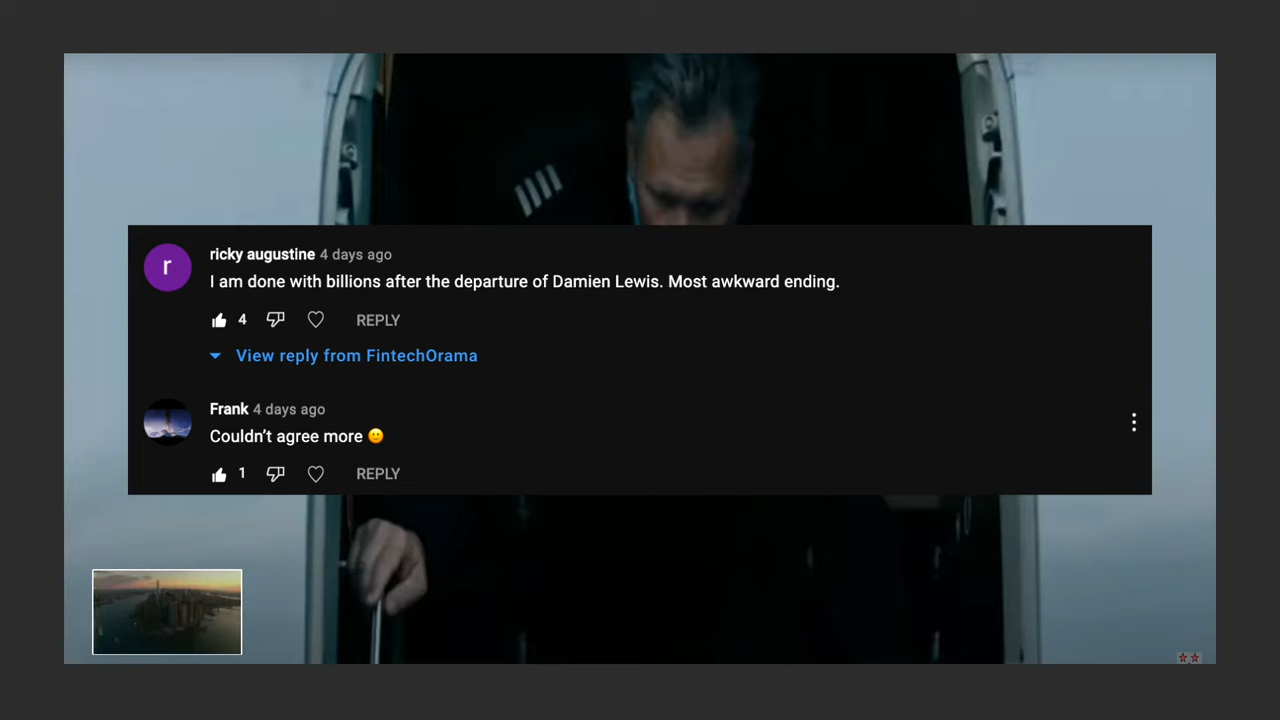 ricky augustine 4 days ago
I am done with billions after the departure of Damien Lewis. Most awkward ending.
4 REPLY
View reply from FintechOrama
Frank 4 days ago
Couldn’t agree more 🙂
1 REPLY